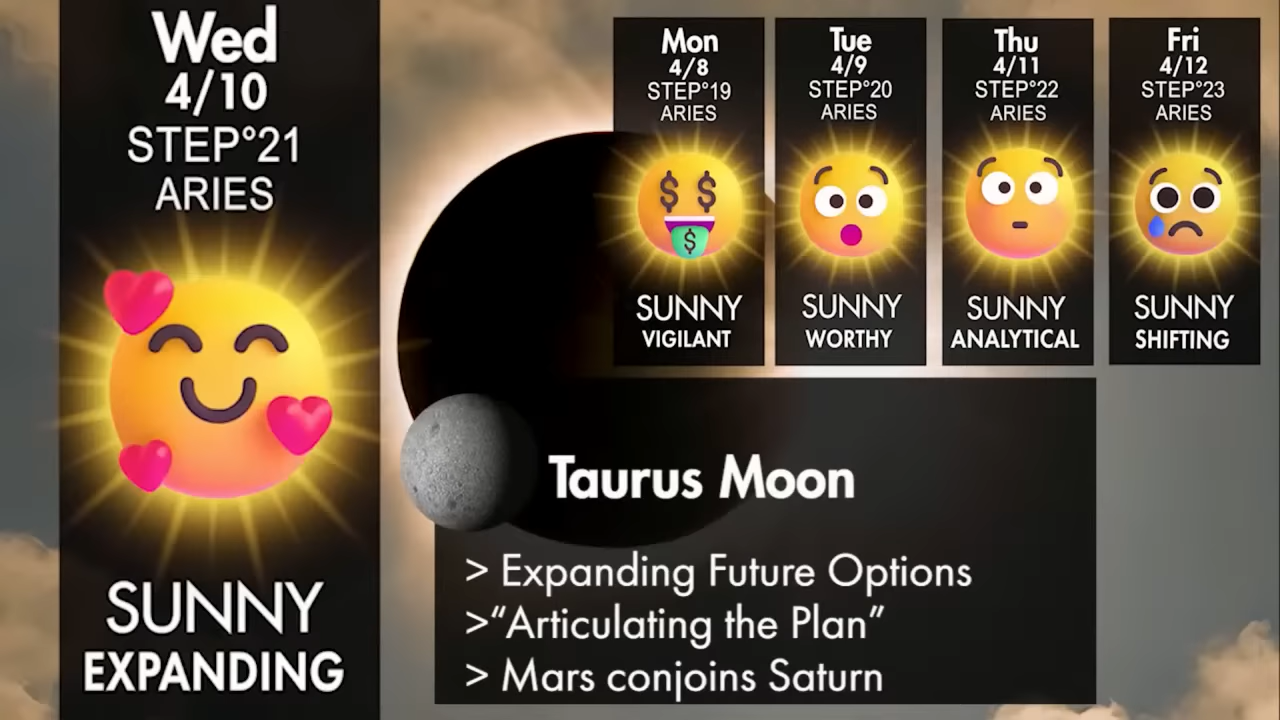 Wed
4/10
STEP°21
ARIES
SUNNY
EXPANDING
Mon
4/8
STEP°19
ARIES
SUNNY
VIGILANT
Tue
4/9
STEP°20
ARIES
SUNNY
WORTHY
Thu
4/11
STEP°22
ARIES
SUNNY
ANALYTICAL
Fri
4/12
STEP°23
ARIES
SUNNY
SHIFTING
Taurus Moon
> Expanding Future Options
>“Articulating the Plan”
> Mars conjoins Saturn